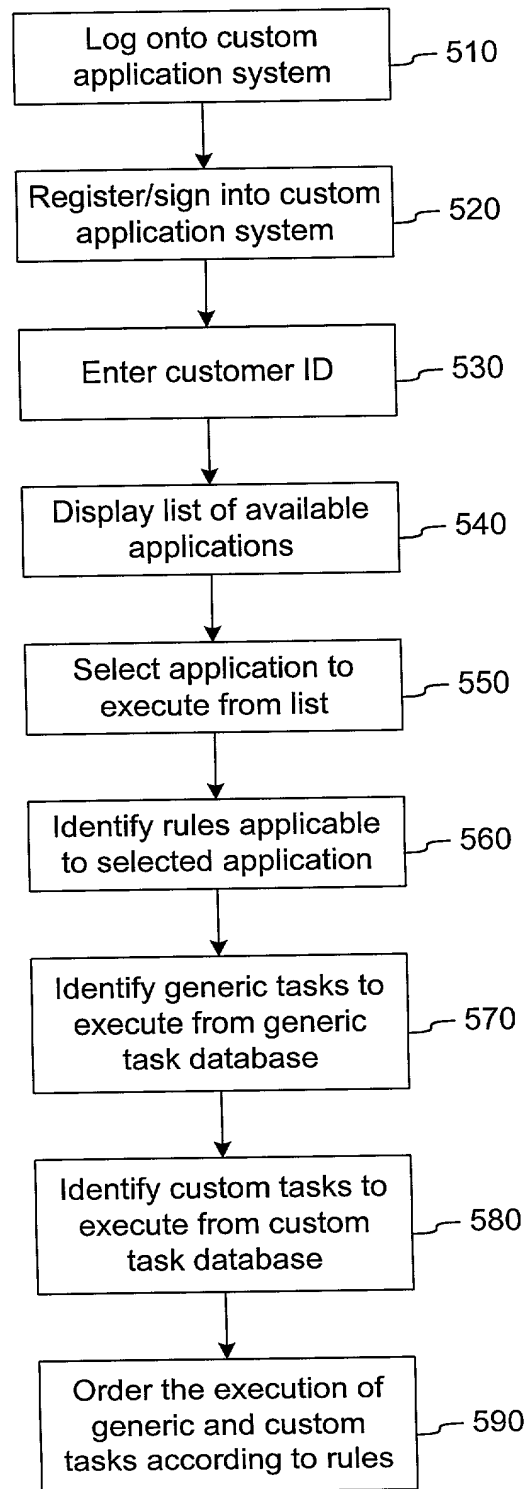 Log onto custom
application system
510
Register/sign into custom
application system
520
Enter customer ID
530
Display list of available
applications
540
Select application to
execute from list
550
Identify rules applicable
to selected application
560
Identify generic tasks to
execute from generic
task database
570
Identify custom tasks to
execute from custom
task database
580
Order the execution of
generic and custom
tasks according to rules
590